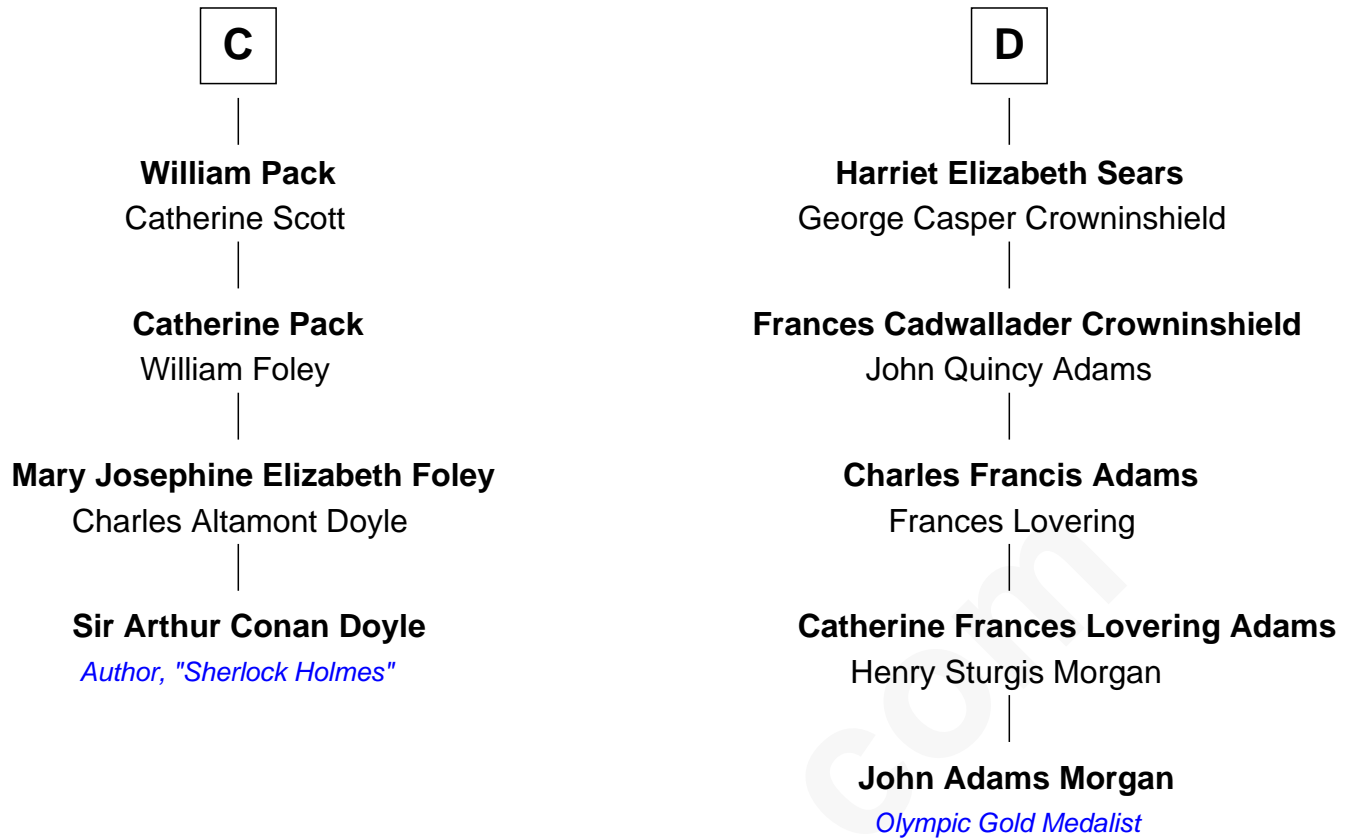 C
William Pack
Catherine Scott
Catherine Pack
William Foley
Mary Josephine Elizabeth Foley
Charles Altamont Doyle
Sir Arthur Conan Doyle
Author, "Sherlock Holmes"
D
Harriet Elizabeth Sears
George Casper Crowninshield
Frances Cadwallader Crowninshield
John Quincy Adams
Charles Francis Adams
Frances Lovering
Catherine Frances Lovering Adams
Henry Sturgis Morgan
John Adams Morgan
Olympic Gold Medalist
com